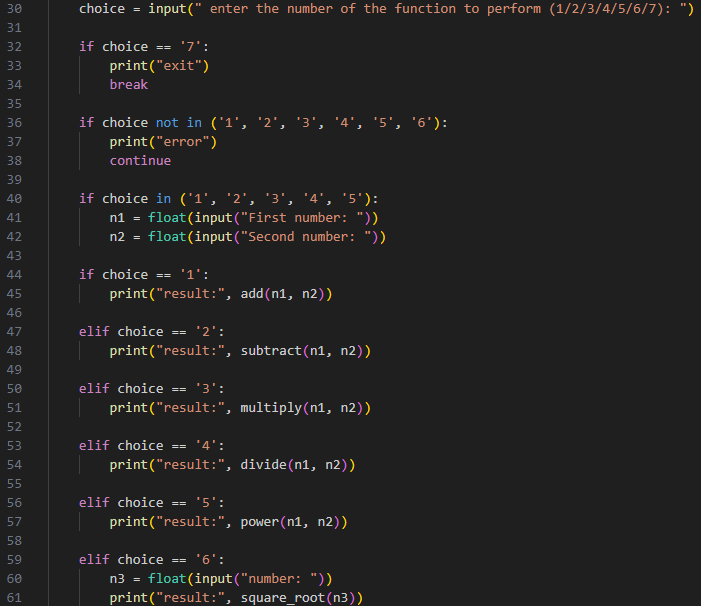 30 choice = input(" enter the number of the function to perform (1/2/3/4/5/6/7): ")
31
32 if choice == '7':
33 print("exit")
34 break
35
36 if choice not in ('1', '2', '3', '4', '5', '6'):
37 print("error")
38 continue
39
40 if choice in ('1', '2', '3', '4', '5'):
41 n1 = float(input("First number: "))
42 n2 = float(input("Second number: "))
43
44 if choice == '1':
45 print("result:", add(n1, n2))
46
47 elif choice == '2':
48 print("result:", subtract(n1, n2))
49
50 elif choice == '3':
51 print("result:", multiply(n1, n2))
52
53 elif choice == '4':
54 print("result:", divide(n1, n2))
55
56 elif choice == '5':
57 print("result:", power(n1, n2))
58
59 elif choice == '6':
60 n3 = float(input("number: "))
61 print("result:", square_root(n3))